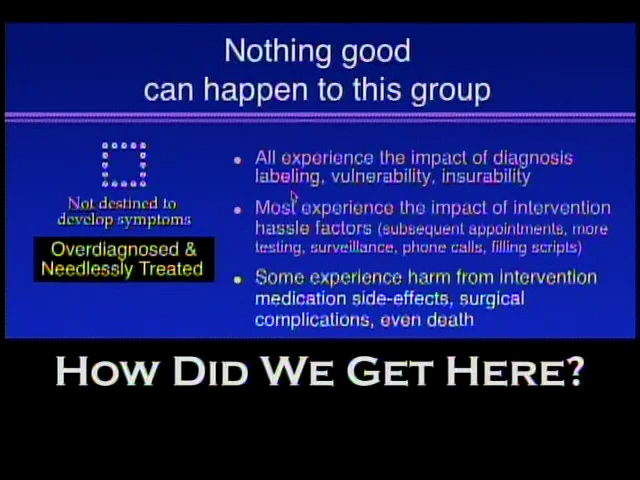 Nothing good
can happen to this group
Not destined to
develop symptoms
Overdiagnosed &
Needlessly Treated
• All experience the impact of diagnosis
labeling, vulnerability, insurability
• Most experience the impact of intervention
hassle factors (subsequent appointments, more
testing, surveillance, phone calls, filling scripts)
• Some experience harm from intervention
medication side-effects, surgical
complications, even death
HOW DID WE GET HERE?